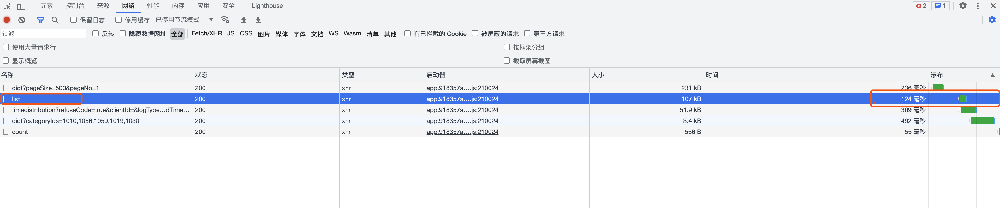 元素 控制台 来源 网络 性能 内存 应用 安全 Lighthouse 2 1
保留日志 停用缓存 已停用节流模式
过滤 反转 隐藏数据网址 全部 Fetch/XHR JS CSS 图片 媒体 字体 文档 WS Wasm 清单 其他 有已拦截的 Cookie 被屏蔽的请求 第三方请求
使用大量请求行 按框架分组
显示概览 截取屏幕截图
名称 状态 类型 启动器 大小 时间 瀑布
dict?pageSize=500&pageNo=1 200 xhr app.918357a….js:210024 231 kB 236 毫秒
list 200 xhr app.918357a….js:210024 107 kB 124 毫秒
timedistribution?refuseCode=true&clientId=&logType…dTime… 200 xhr app.918357a….js:210024 51.9 kB 309 毫秒
dict?categoryIds=1010,1056,1059,1019,1030 200 xhr app.918357a….js:210024 3.4 kB 492 毫秒
count 200 xhr app.918357a….js:210024 556 B 55 毫秒